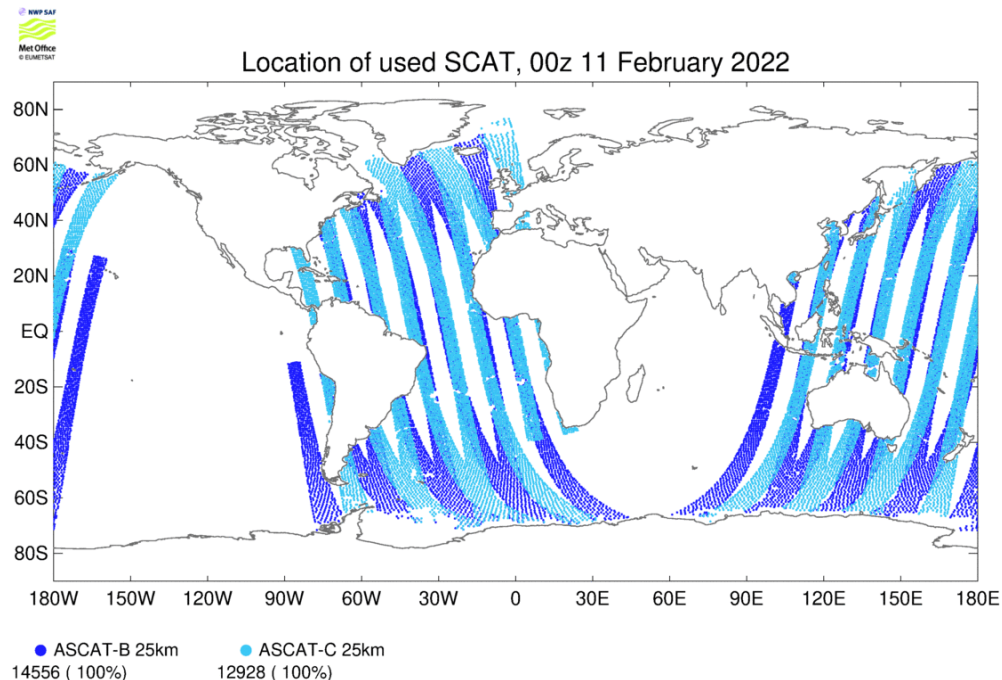 NWP SAF
Met Office
© EUMETSAT
Location of used SCAT, 00z 11 February 2022
80N
60N
40N
20N
EQ
20S
40S
60S
80S
180W 150W 120W 90W 60W 30W 0 30E 60E 90E 120E 150E 180E
ASCAT-B 25km ASCAT-C 25km
14556 ( 100%) 12928 ( 100%)